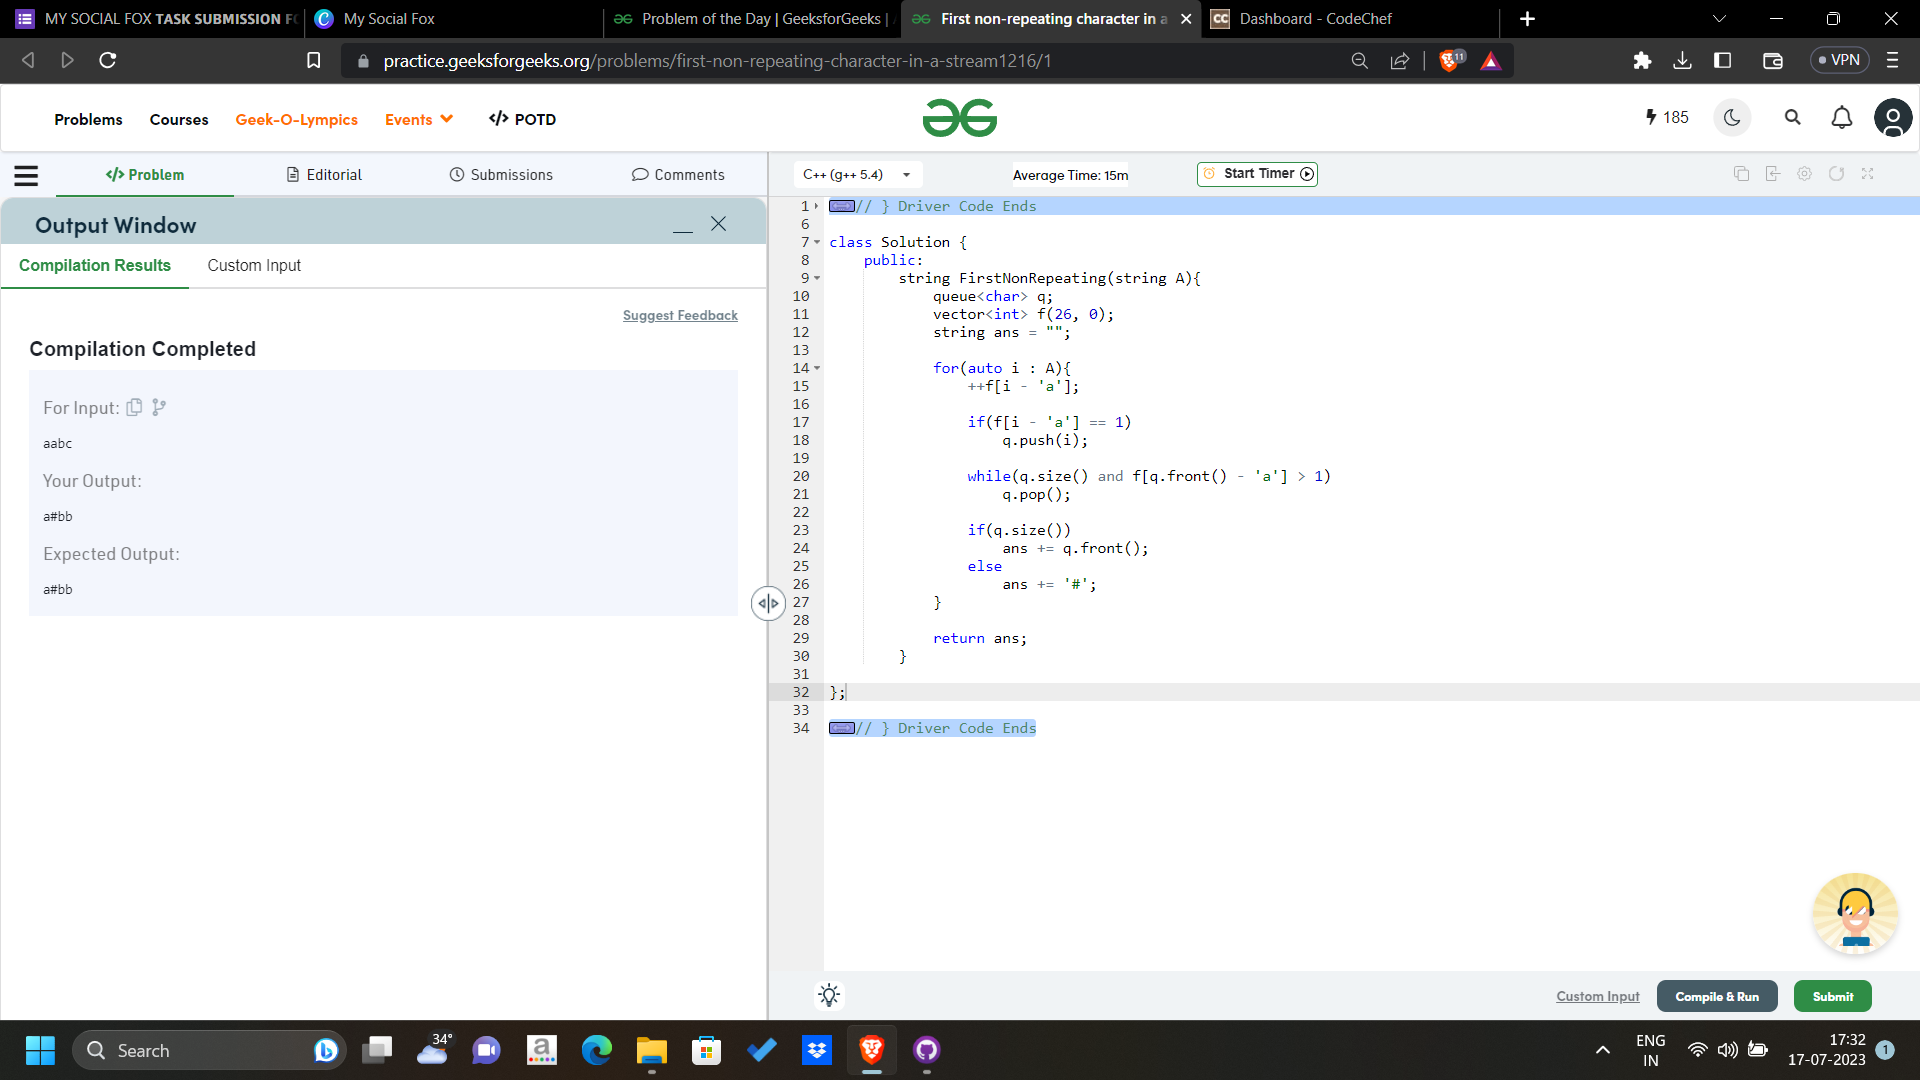 MY SOCIAL FOX TASK SUBMISSION F
My Social Fox
Problem of the Day | GeeksforGeeks |
First non-repeating character in a
Dashboard - CodeChef
practice.geeksforgeeks.org/problems/first-non-repeating-character-in-a-stream1216/1
11
VPN
Problems
Courses
Geek-O-Lympics
Events
</> POTD
185
</> Problem
Editorial
Submissions
Comments
C++ (g++ 5.4)
Average Time: 15m
Start Timer
Output Window
Compilation Results
Custom Input
Suggest Feedback
Compilation Completed
For Input:
aabc
Your Output:
a#bb
Expected Output:
a#bb
1 // } Driver Code Ends
6
7 class Solution {
8 public:
9 string FirstNonRepeating(string A){
10 queue<char> q;
11 vector<int> f(26, 0);
12 string ans = "";
13
14 for(auto i : A){
15 ++f[i - 'a'];
16
17 if(f[i - 'a'] == 1)
18 q.push(i);
19
20 while(q.size() and f[q.front() - 'a'] > 1)
21 q.pop();
22
23 if(q.size())
24 ans += q.front();
25 else
26 ans += '#';
27 }
28
29 return ans;
30 }
31
32 };
33
34 // } Driver Code Ends
Custom Input
Compile & Run
Submit
Search
34°
ENG
IN
17:32
17-07-2023
1